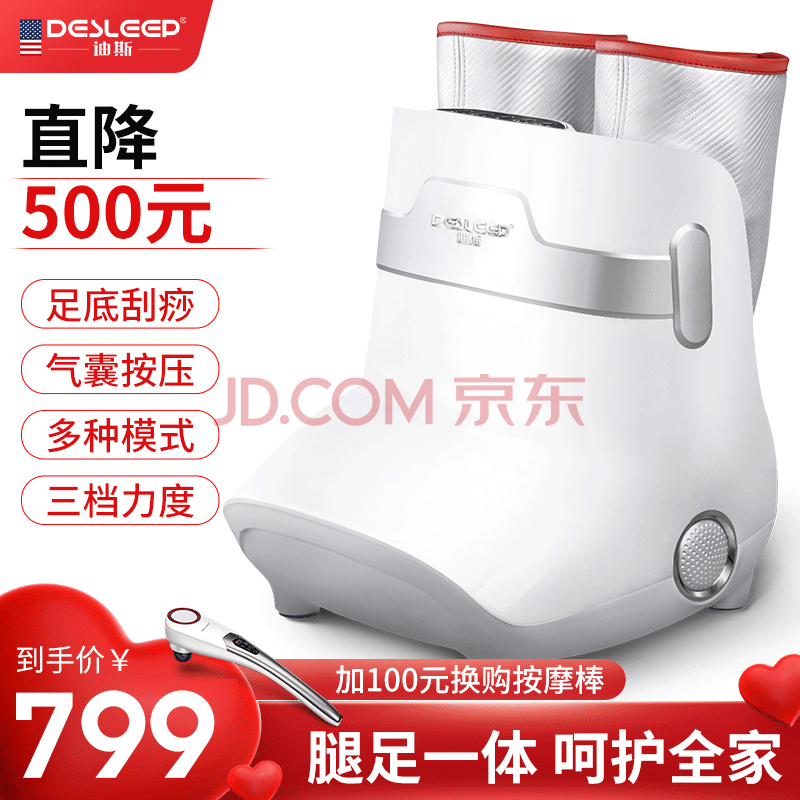 DESLEEP®
迪斯
直降
500元
足底刮痧
气囊按压
多种模式
三档力度
DESLEEP®
迪斯
JD.COM 京东
到手价¥
799
加100元换购按摩棒
腿足一体 呵护全家